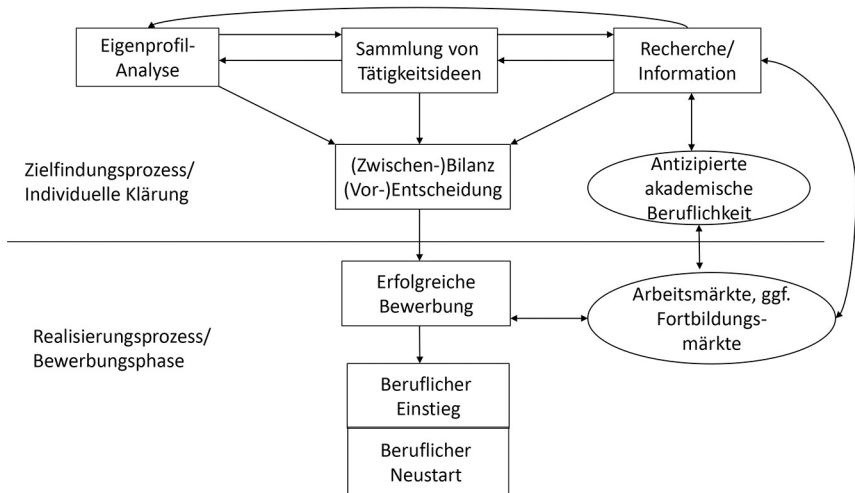 Eigenprofil-
Analyse
Sammlung von
Tätigkeitsideen
Recherche/
Information
Zielfindungsprozess/
Individuelle Klärung
(Zwischen-)Bilanz
(Vor-)Entscheidung
Antizipierte
akademische
Beruflichkeit
Erfolgreiche
Bewerbung
Arbeitsmärkte, ggf.
Fortbildungs-
märkte
Realisierungsprozess/
Bewerbungsphase
Beruflicher
Einstieg
Beruflicher
Neustart